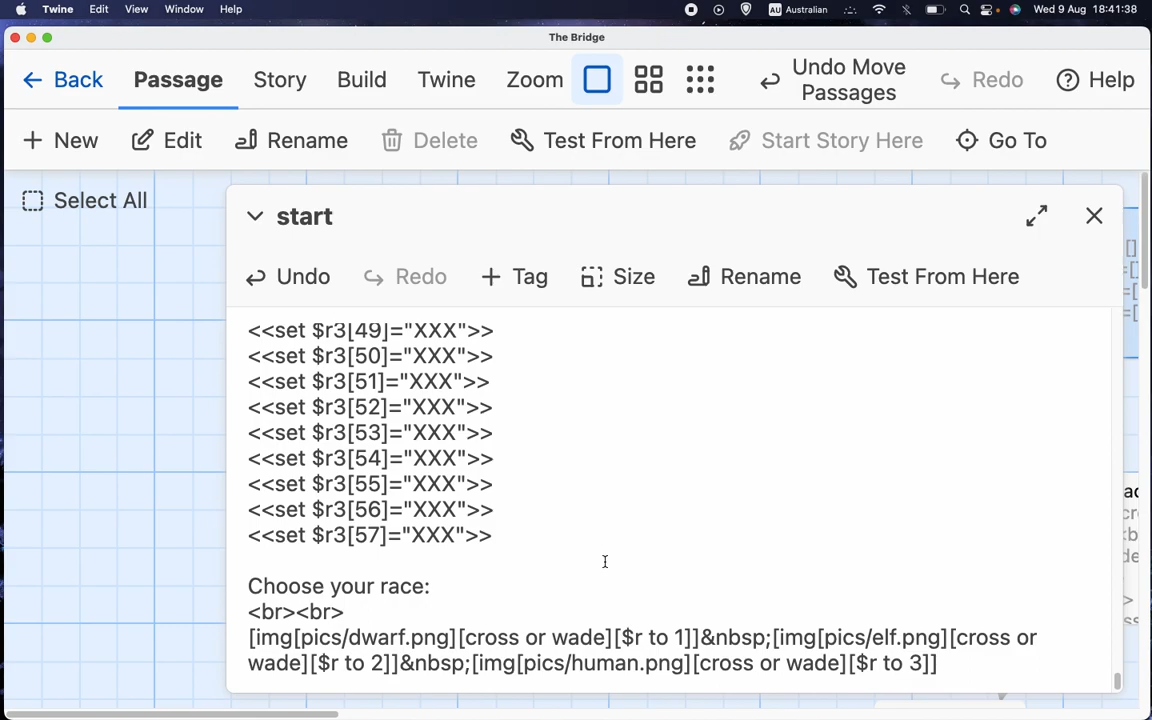 Twine Edit View Window Help AU Australian Wed 9 Aug 18:41:38
The Bridge
Back Passage Story Build Twine Zoom Undo Move Passages Redo Help
New Edit Rename Delete Test From Here Start Story Here Go To
Select All
start
Undo Redo Tag Size Rename Test From Here
<<set $r3[49]="XXX">>
<<set $r3[50]="XXX">>
<<set $r3[51]="XXX">>
<<set $r3[52]="XXX">>
<<set $r3[53]="XXX">>
<<set $r3[54]="XXX">>
<<set $r3[55]="XXX">>
<<set $r3[56]="XXX">>
<<set $r3[57]="XXX">>
Choose your race:
<br><br>
[img[pics/dwarf.png][cross or wade][$r to 1]]&nbsp;[img[pics/elf.png][cross or
wade][$r to 2]]&nbsp;[img[pics/human.png][cross or wade][$r to 3]]